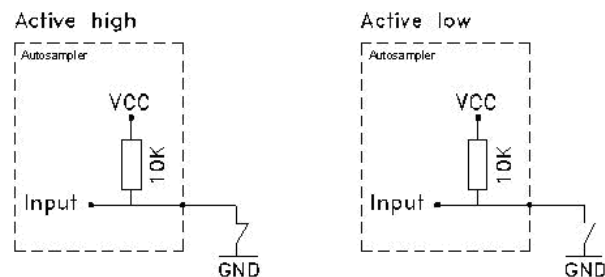 Active high
Autosampler
VCC
10K
Input
GND
Active low
Autosampler
VCC
10K
Input
GND